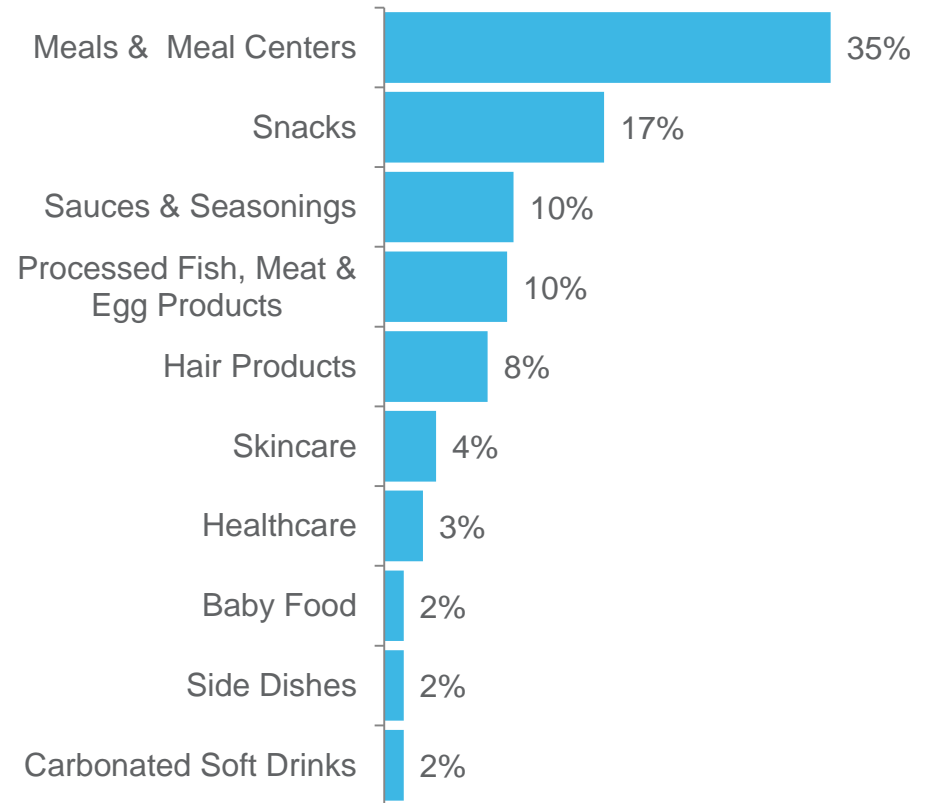 Meals &  Meal Centers 35%
Snacks 17%
Sauces & Seasonings 10%
Processed Fish, Meat &
Egg Products 10%
Hair Products 8%
Skincare 4%
Healthcare 3%
Baby Food 2%
Side Dishes 2%
Carbonated Soft Drinks 2%